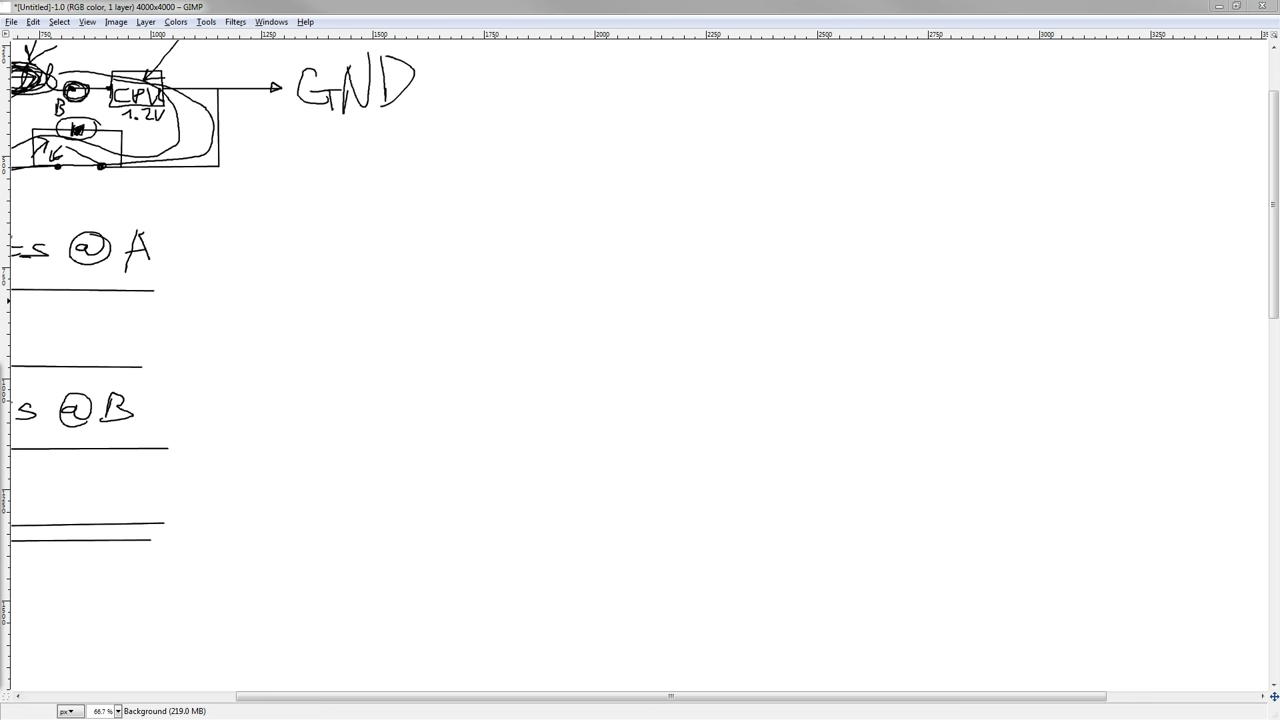 *[Untitled]-1.0 (RGB color, 1 layer) 4000x4000 – GIMP
File Edit Select View Image Layer Colors Tools Filters Windows Help
750 1000 1250 1500 1750 2000 2250 2500 2750 3000 3250
GND
CPU
B
1.2V
s @ A
s @ B
px 66.7 % Background (219.0 MB)